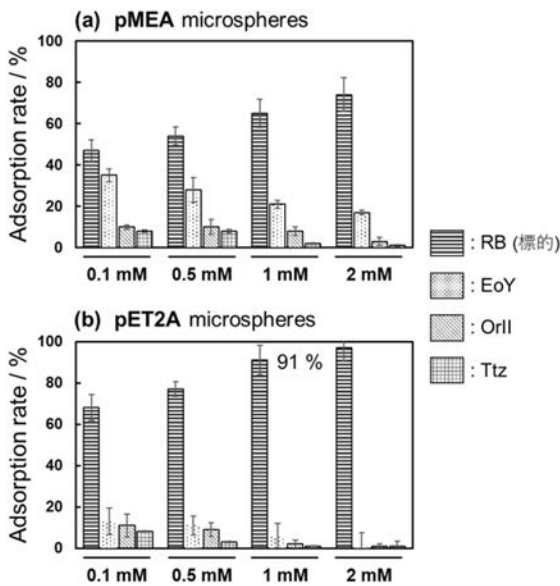 (a) pMEA microspheres
Adsorption rate / %
100
80
60
40
20
0
0.1 mM 0.5 mM 1 mM 2 mM
: RB (標的)
: EoY
: OrII
: Ttz
(b) pET2A microspheres
Adsorption rate / %
100
80
60
40
20
0
91 %
0.1 mM 0.5 mM 1 mM 2 mM